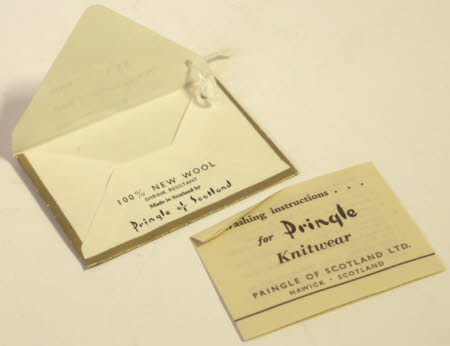 100% NEW WOOL
SHRINK RESISTANT
Made in Scotland by
Pringle of Scotland
washing instructions . . .
for Pringle
Knitwear
PRINGLE OF SCOTLAND LTD.
HAWICK - SCOTLAND